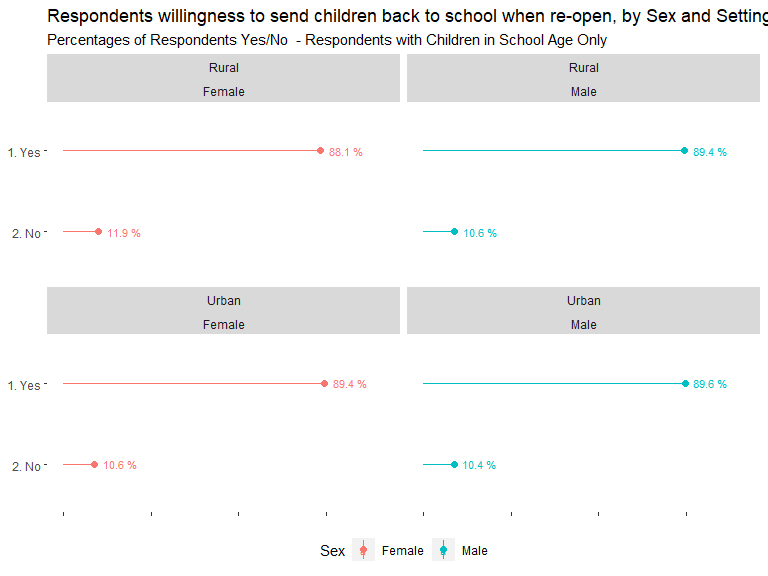 Respondents willingness to send children back to school when re-open, by Sex and Setting
Percentages of Respondents Yes/No  - Respondents with Children in School Age Only
Rural
Female
Rural
Male
1. Yes
88.1 %
89.4 %
2. No
11.9 %
10.6 %
Urban
Female
Urban
Male
1. Yes
89.4 %
89.6 %
2. No
10.6 %
10.4 %
Sex
Female
Male